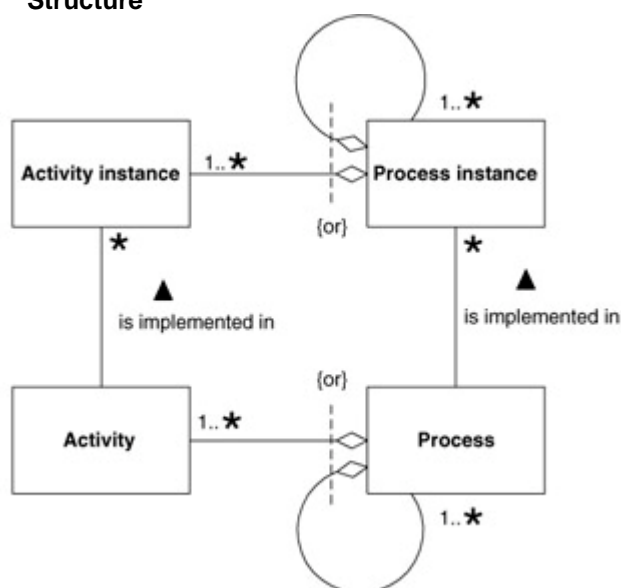 Structure
1..*
Activity instance
1..*
Process instance
{or}
*
*
is implemented in
is implemented in
{or}
1..*
Activity
Process
1..*